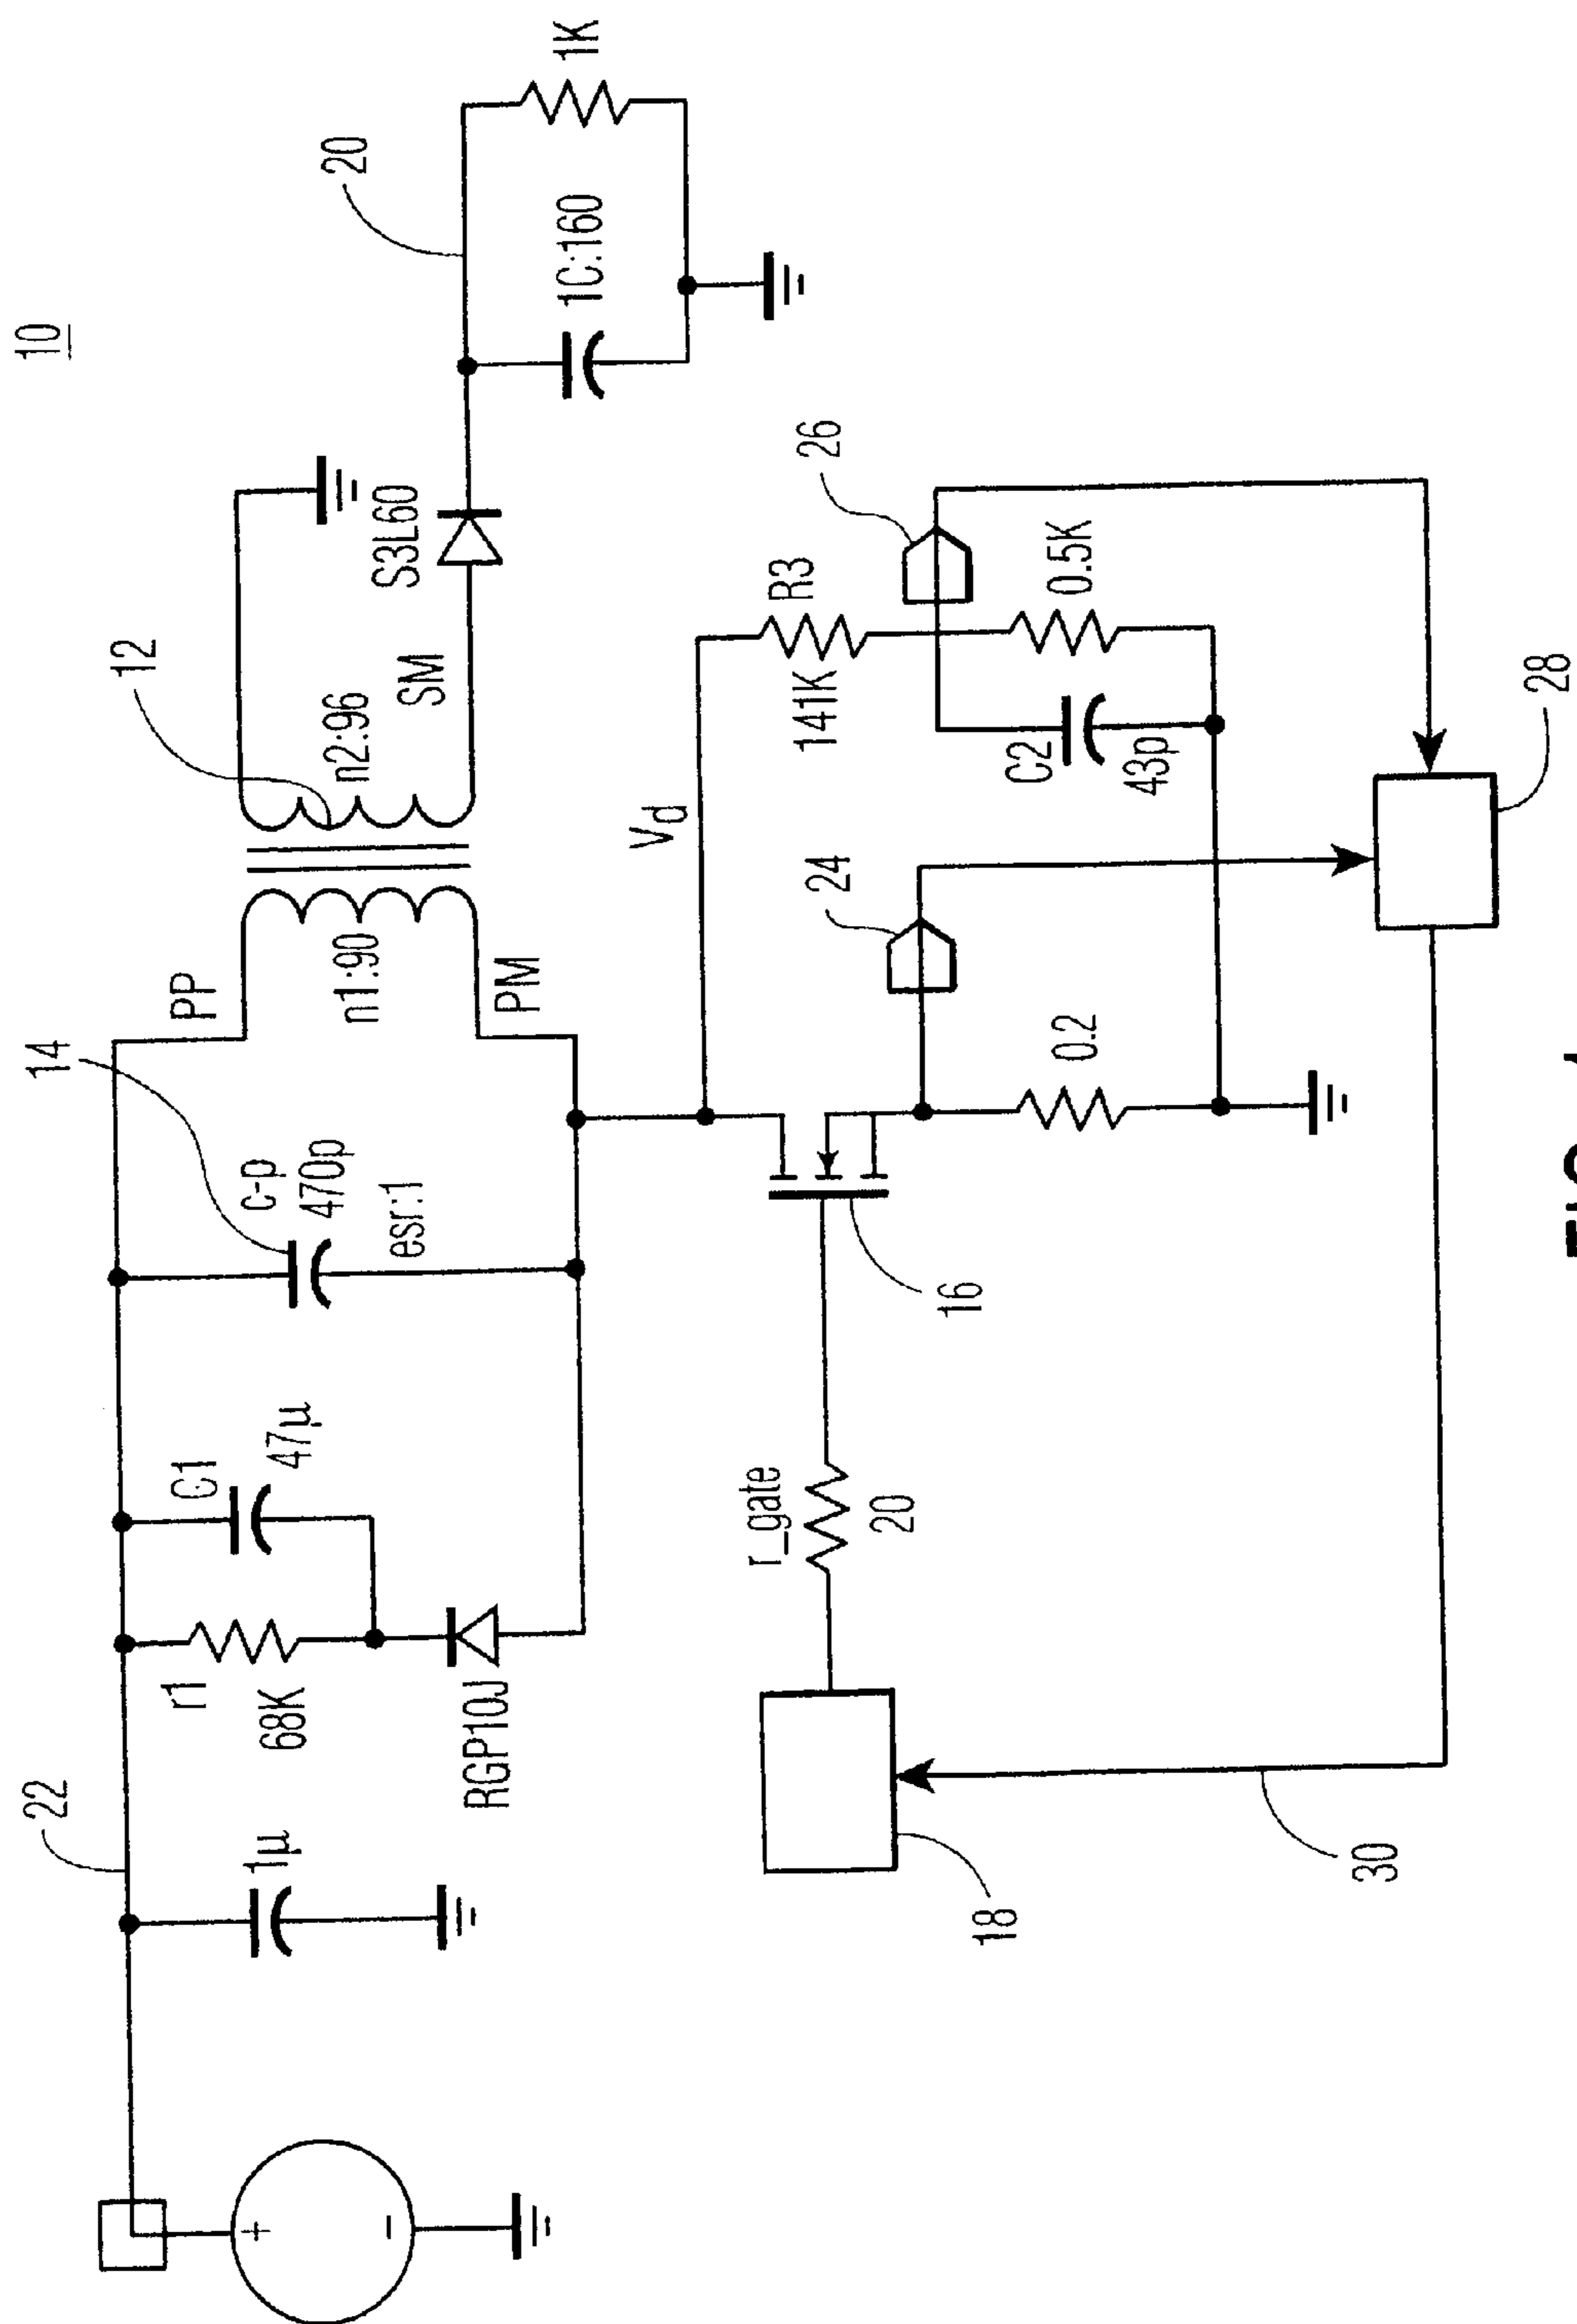 10
22
14
12
20
PP
n1:90
n2:96
SM
S3L60
1C:160
1K
PM
c-p
470p
esr:1
C1
47μ
r1
68K
RGP10J
1μ
+
−
Vd
R3
141K
26
0.5K
C2
43p
24
0.2
16
r_gate
20
18
28
30